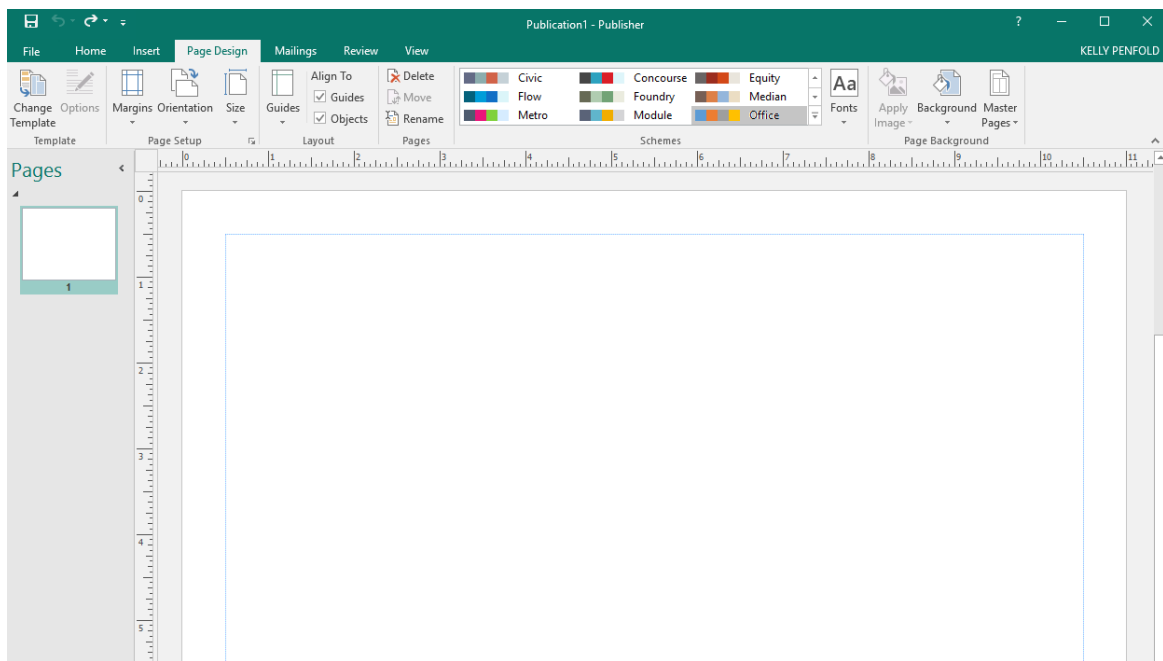 Publication1 - Publisher ?
File Home Insert Page Design Mailings Review View KELLY PENFOLD
Change Template Options Margins Orientation Size Guides Align To Guides Objects Delete Move Rename Civic Concourse Equity Flow Foundry Median Metro Module Office Aa Fonts Apply Image Background Master Pages
Template Page Setup Layout Pages Schemes Page Background
Pages
0 1 2 3 4 5 6 7 8 9 10 11
1
0
1
2
3
4
5